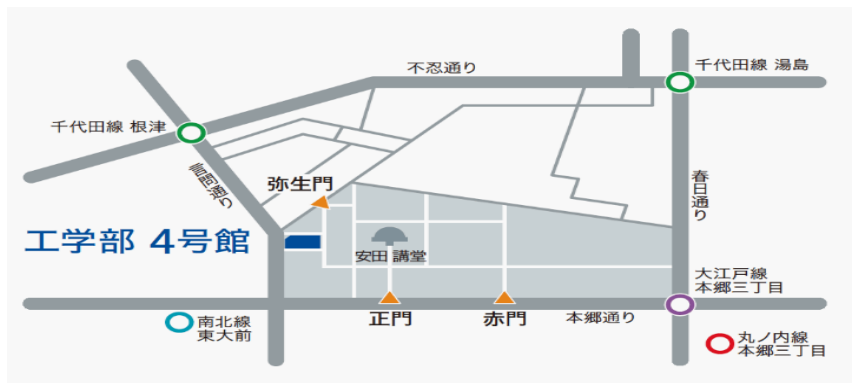 不忍通り
千代田線 湯島
千代田線 根津
言問通り
弥生門
春日通り
工学部 4号館
安田 講堂
大江戸線
本郷三丁目
南北線
東大前
正門
赤門
本郷通り
丸ノ内線
本郷三丁目